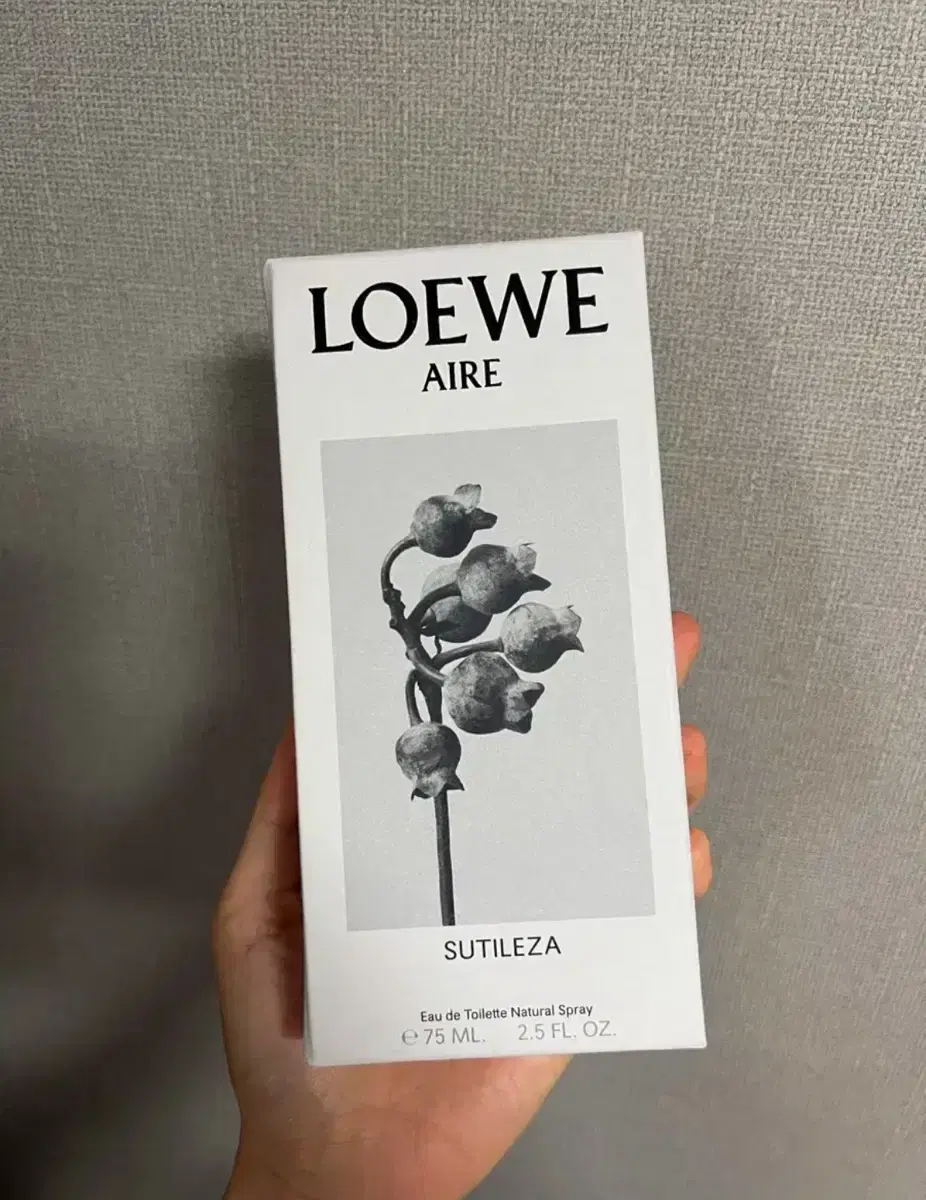 LOEWE
AIRE
SUTILEZA
Eau de Toilette Natural Spray
℮ 75 ML. 2.5 FL. OZ.